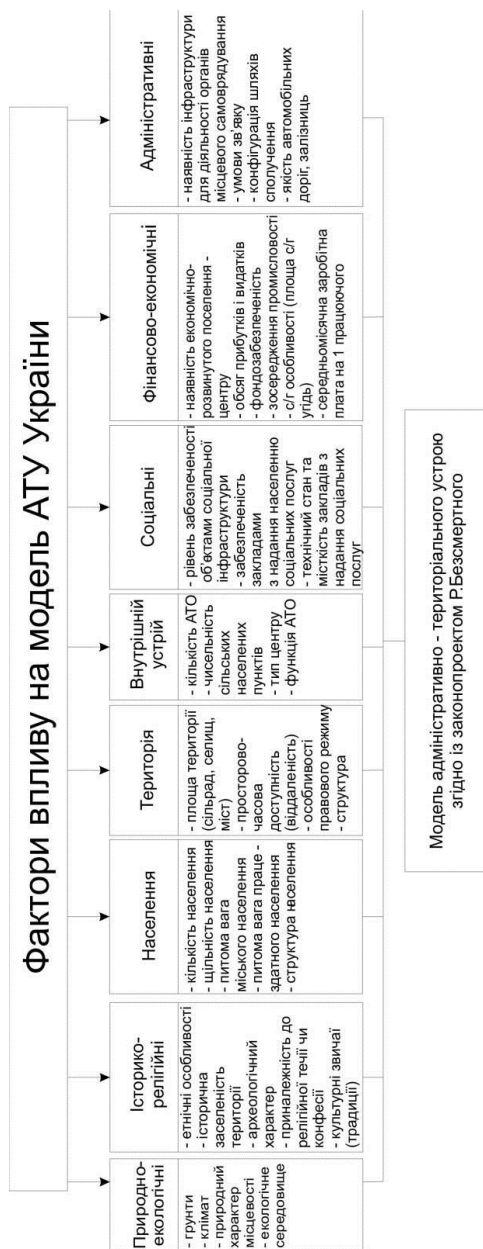 Фактори впливу на модель АТУ України
Природно-
екологічні
- грунти
- клімат
- природний
характер
місцевості
- екологічне
середовище
Історико-
релігійні
- етнічні особливості
- історична
заселеність
території
- археологічний
характер
- приналежність до
релігійної течії чи
конфесії
- культурні звичаї
(традиції)
Населення
- кількість населення
- щільність населення
- питома вага
міського населення
- питома вага праце -
здатного населення
- структура населення
Територія
- площа території
(сільрад, селищ,
міст)
- просторово-
часова
доступність
(віддаленість)
- особливості
правового режиму
- структура
Внутрішній
устрій
- кількість АТО
- чисельність
сільських
населених
пунктів
- тип центру
- функція АТО
Соціальні
- рівень забезпеченості
об'єктами соціальної
інфраструктури
- забезпеченість
закладами
з надання населенню
соціальних послуг
- технічний стан та
місткість закладів з
надання соціальних
послуг
Фінансово-економічні
- наявність економічно-
розвинутого поселення -
центру
- обсяг прибутків і видатків
- фондозабезпеченість
- зосередження промисловості
- с/г особливості (площа с/г
угідь)
- середньомісячна заробітна
плата на 1 працюючого
Адміністративні
- наявність інфраструктури
для діяльності органів
місцевого самоврядування
- умови зв'язку
- конфігурація шляхів
сполучення
- якість автомобільних
доріг, залізниць
Модель адміністративно - територіального устрою
згідно із законопроектом Р.Безсмертного